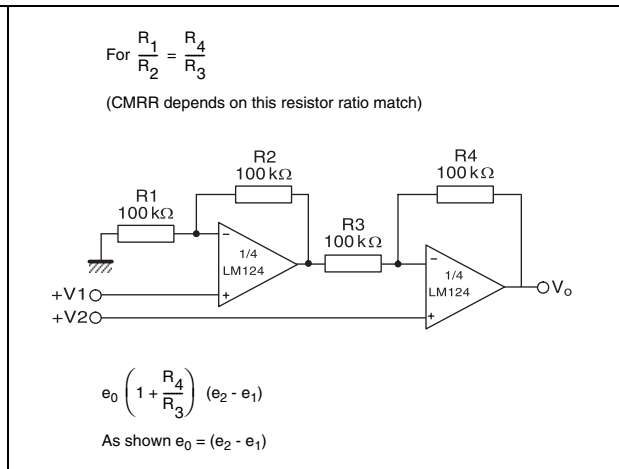 For R1/R2 = R4/R3
(CMRR depends on this resistor ratio match)
R2
100 kΩ
R4
100 kΩ
R1
100 kΩ
R3
100 kΩ
1/4
LM124
1/4
LM124
+V1
+V2
Vo
e0 (1 + R4/R3) (e2 - e1)
As shown e0 = (e2 - e1)